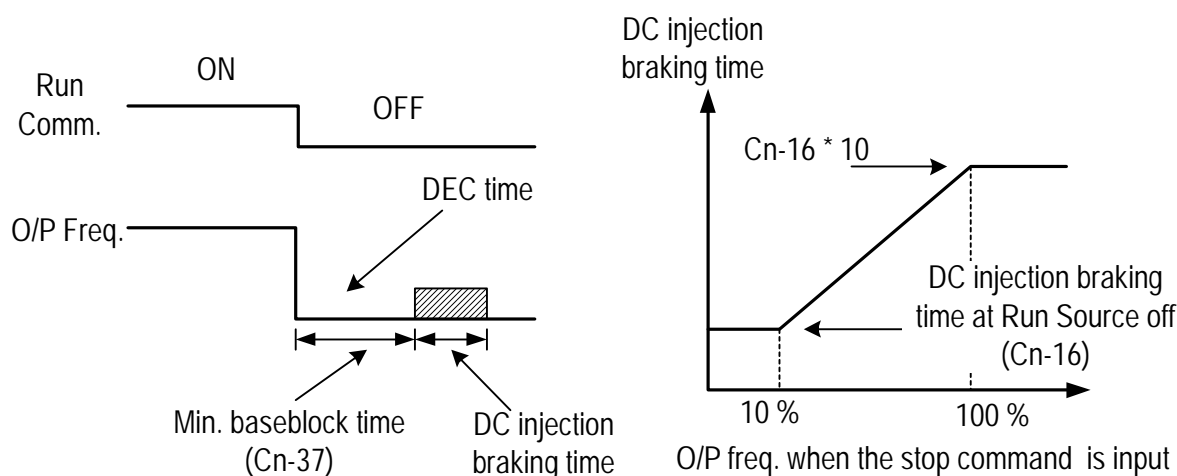 ON
Run
Comm.
OFF
DEC time
O/P Freq.
Min. baseblock time
(Cn-37)
DC injection
braking time
DC injection
braking time
Cn-16 * 10
DC injection braking
time at Run Source off
(Cn-16)
10 %
100 %
O/P freq. when the stop command is input